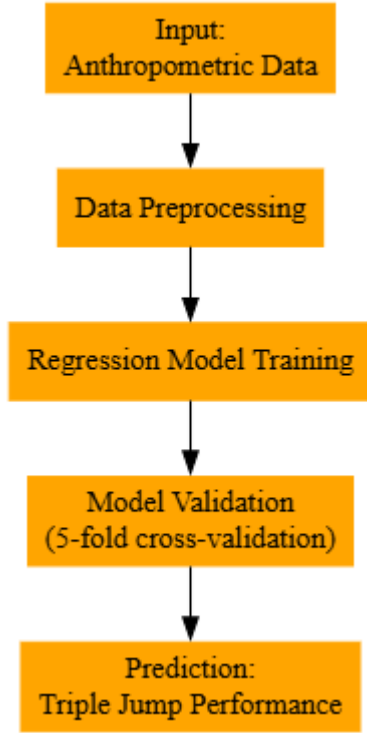 Input:
Anthropometric Data
Data Preprocessing
Regression Model Training
Model Validation
(5-fold cross-validation)
Prediction:
Triple Jump Performance